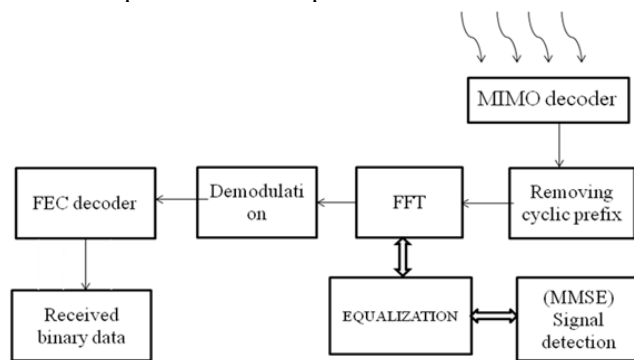 MIMO decoder
FEC decoder
Demodulati
on
FFT
Removing
cyclic prefix
Received
binary data
EQUALIZATION
(MMSE)
Signal
detection